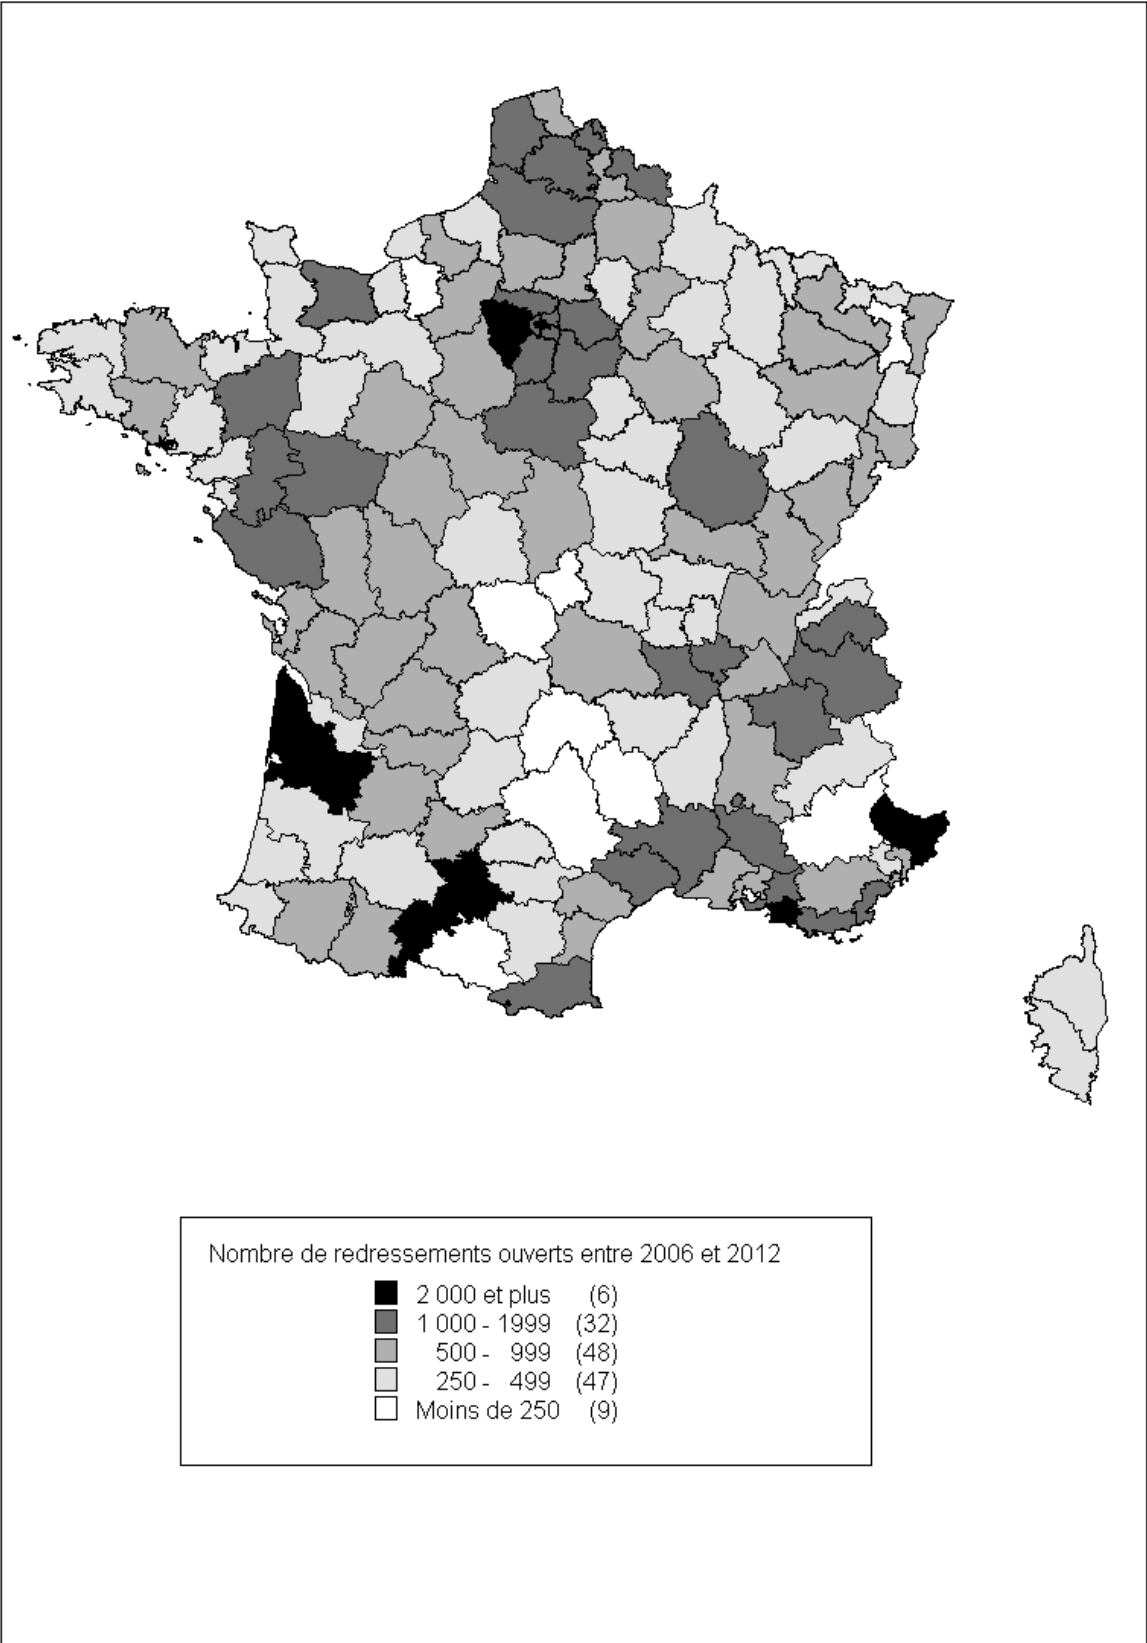 Nombre de redressements ouverts entre 2006 et 2012
2 000 et plus (6)
1 000 - 1999 (32)
500 - 999 (48)
250 - 499 (47)
Moins de 250 (9)